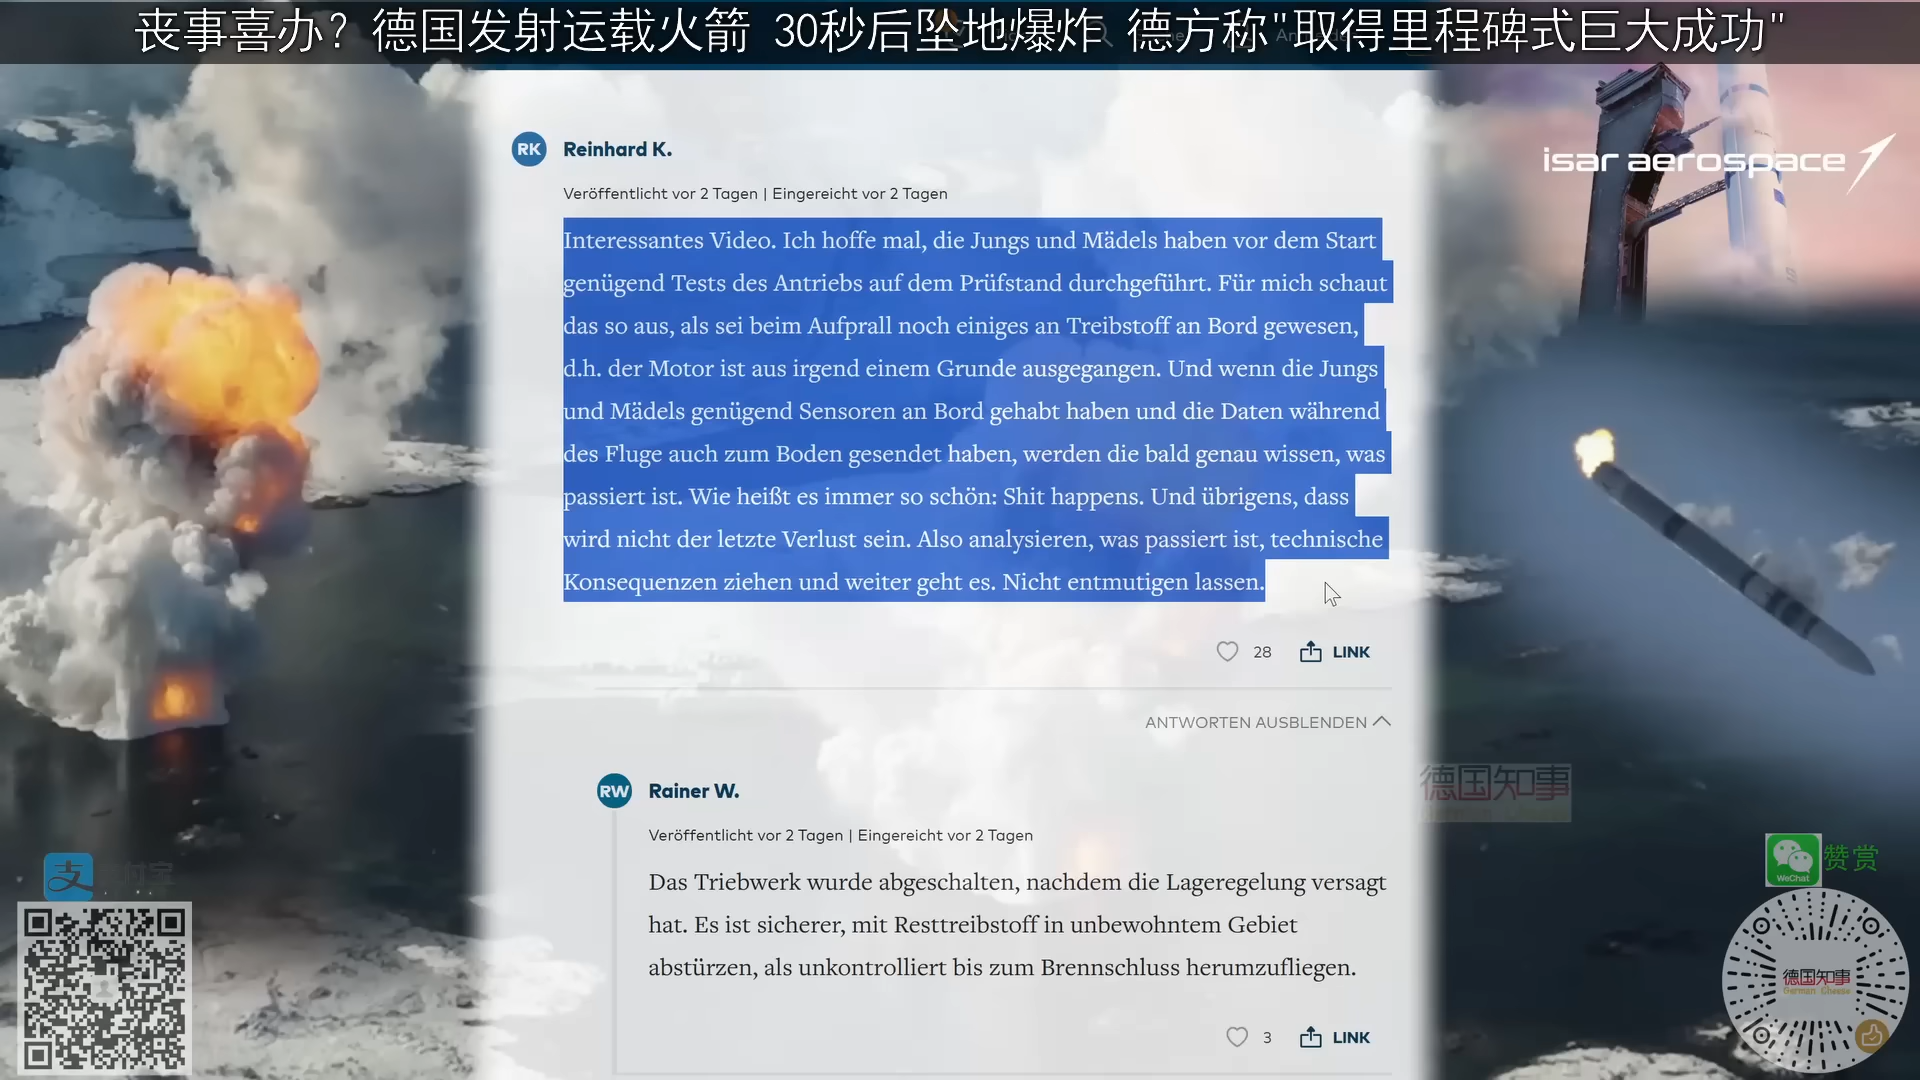 丧事喜办? 德国发射运载火箭 30秒后坠地爆炸 德方称"取得里程碑式巨大成功"
isar aerospace
RK Reinhard K.
Veröffentlicht vor 2 Tagen | Eingereicht vor 2 Tagen
Interessantes Video. Ich hoffe mal, die Jungs und Mädels haben vor dem Start
genügend Tests des Antriebs auf dem Prüfstand durchgeführt. Für mich schaut
das so aus, als sei beim Aufprall noch einiges an Treibstoff an Bord gewesen,
d.h. der Motor ist aus irgend einem Grunde ausgegangen. Und wenn die Jungs
und Mädels genügend Sensoren an Bord gehabt haben und die Daten während
des Fluge auch zum Boden gesendet haben, werden die bald genau wissen, was
passiert ist. Wie heißt es immer so schön: Shit happens. Und übrigens, dass
wird nicht der letzte Verlust sein. Also analysieren, was passiert ist, technische
Konsequenzen ziehen und weiter geht es. Nicht entmutigen lassen.
28 LINK
ANTWORTEN AUSBLENDEN
RW Rainer W.
Veröffentlicht vor 2 Tagen | Eingereicht vor 2 Tagen
Das Triebwerk wurde abgeschalten, nachdem die Lageregelung versagt
hat. Es ist sicherer, mit Resttreibstoff in unbewohntem Gebiet
abstürzen, als unkontrolliert bis zum Brennschluss herumzufliegen.
3 LINK
德国知事
支付宝
WeChat
赞赏
德国知事
German Cheese